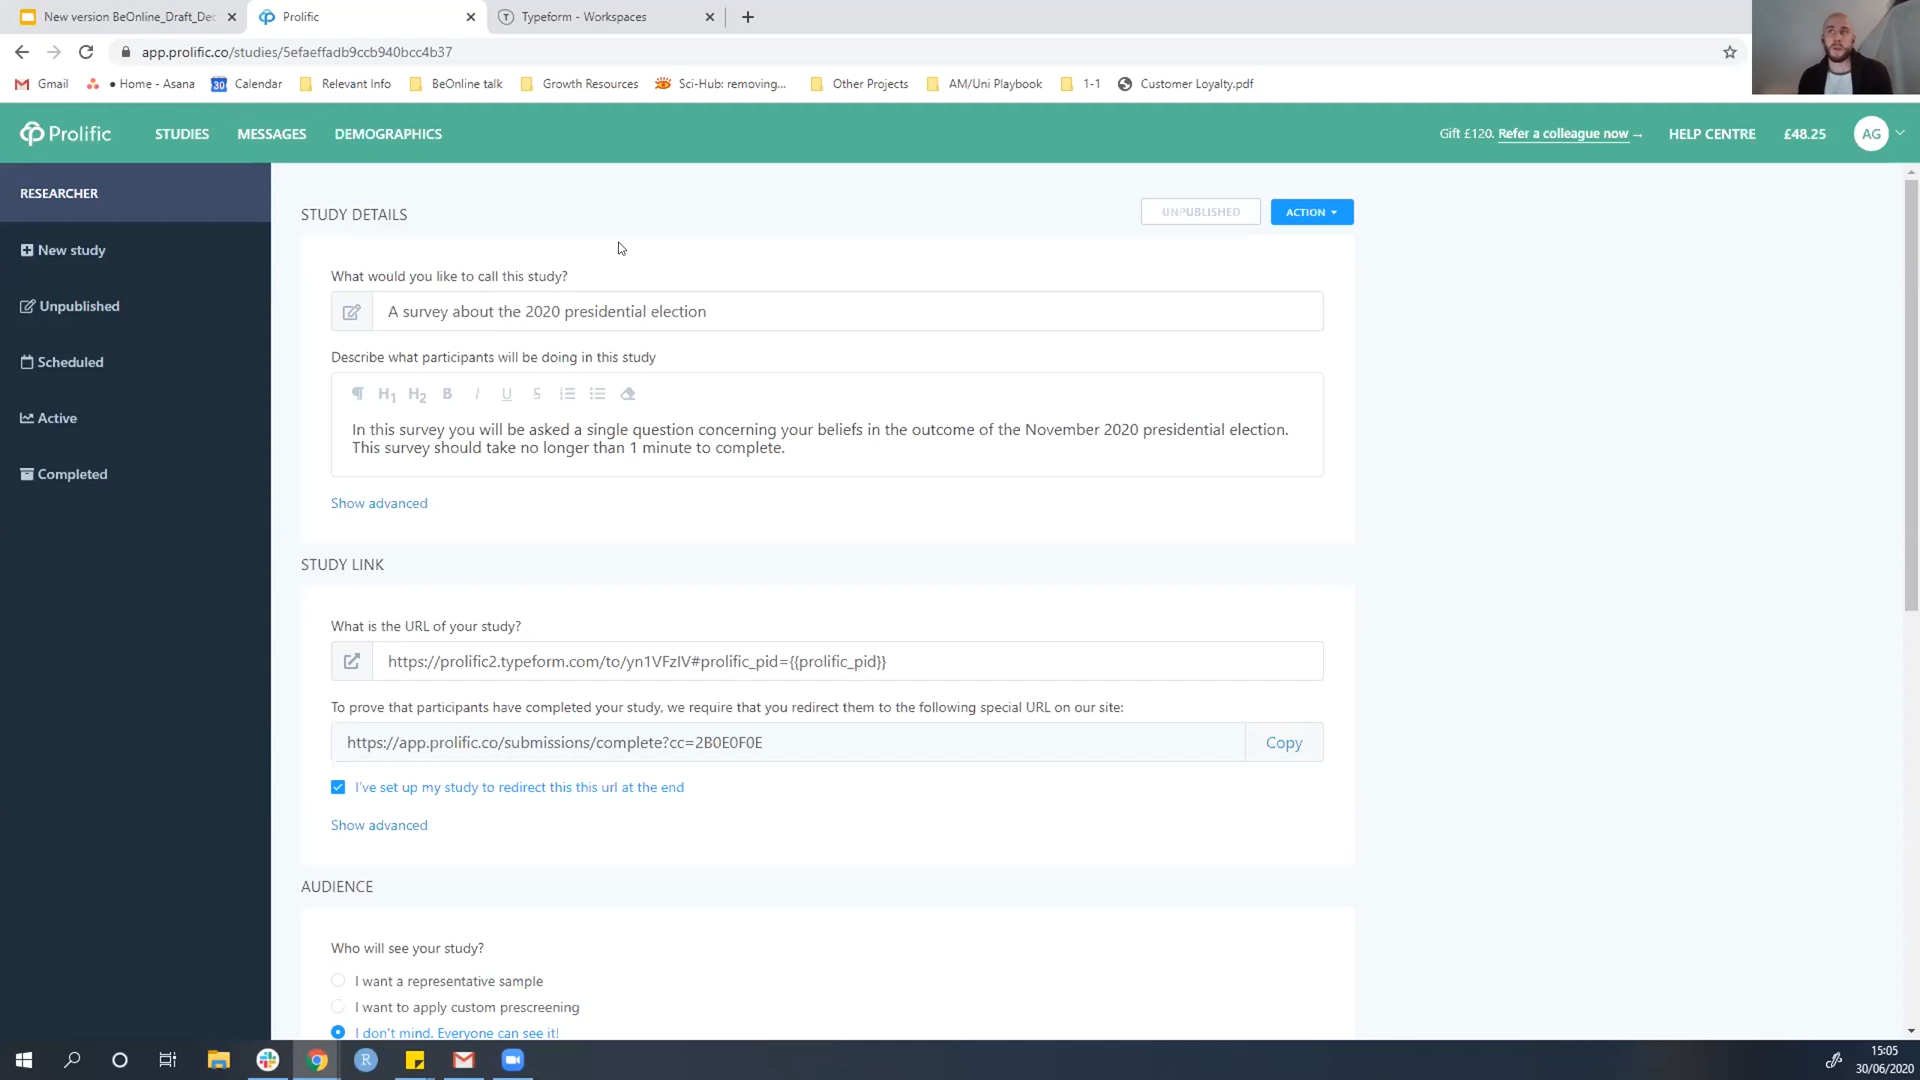 New version BeOnline_Draft_Dec
Prolific
Typeform - Workspaces
app.prolific.co/studies/5efaeffadb9ccb940bcc4b37
Gmail
• Home - Asana
30
Calendar
Relevant Info
BeOnline talk
Growth Resources
Sci-Hub: removing...
Other Projects
AM/Uni Playbook
1-1
Customer Loyalty.pdf
Prolific
STUDIES
MESSAGES
DEMOGRAPHICS
Gift £120. Refer a colleague now →
HELP CENTRE
£48.25
AG
RESEARCHER
New study
Unpublished
Scheduled
Active
Completed
STUDY DETAILS
UNPUBLISHED
ACTION
What would you like to call this study?
A survey about the 2020 presidential election
Describe what participants will be doing in this study
¶ H1 H2 B I U S
In this survey you will be asked a single question concerning your beliefs in the outcome of the November 2020 presidential election.
This survey should take no longer than 1 minute to complete.
Show advanced
STUDY LINK
What is the URL of your study?
https://prolific2.typeform.com/to/yn1VFzIV#prolific_pid={{prolific_pid}}
To prove that participants have completed your study, we require that you redirect them to the following special URL on our site:
https://app.prolific.co/submissions/complete?cc=2B0E0F0E
Copy
I've set up my study to redirect this this url at the end
Show advanced
AUDIENCE
Who will see your study?
I want a representative sample
I want to apply custom prescreening
I don't mind. Everyone can see it!
R
15:05
30/06/2020